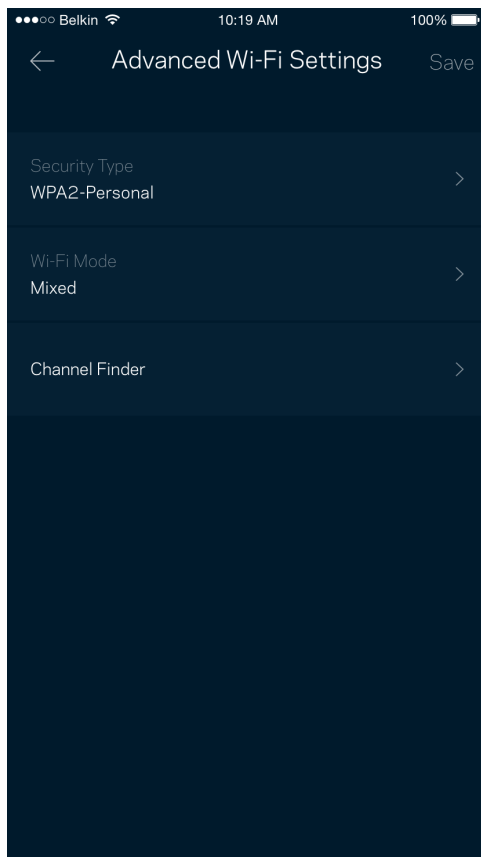 Belkin 10:19 AM 100%
Advanced Wi-Fi Settings Save
Security Type
WPA2-Personal
Wi-Fi Mode
Mixed
Channel Finder